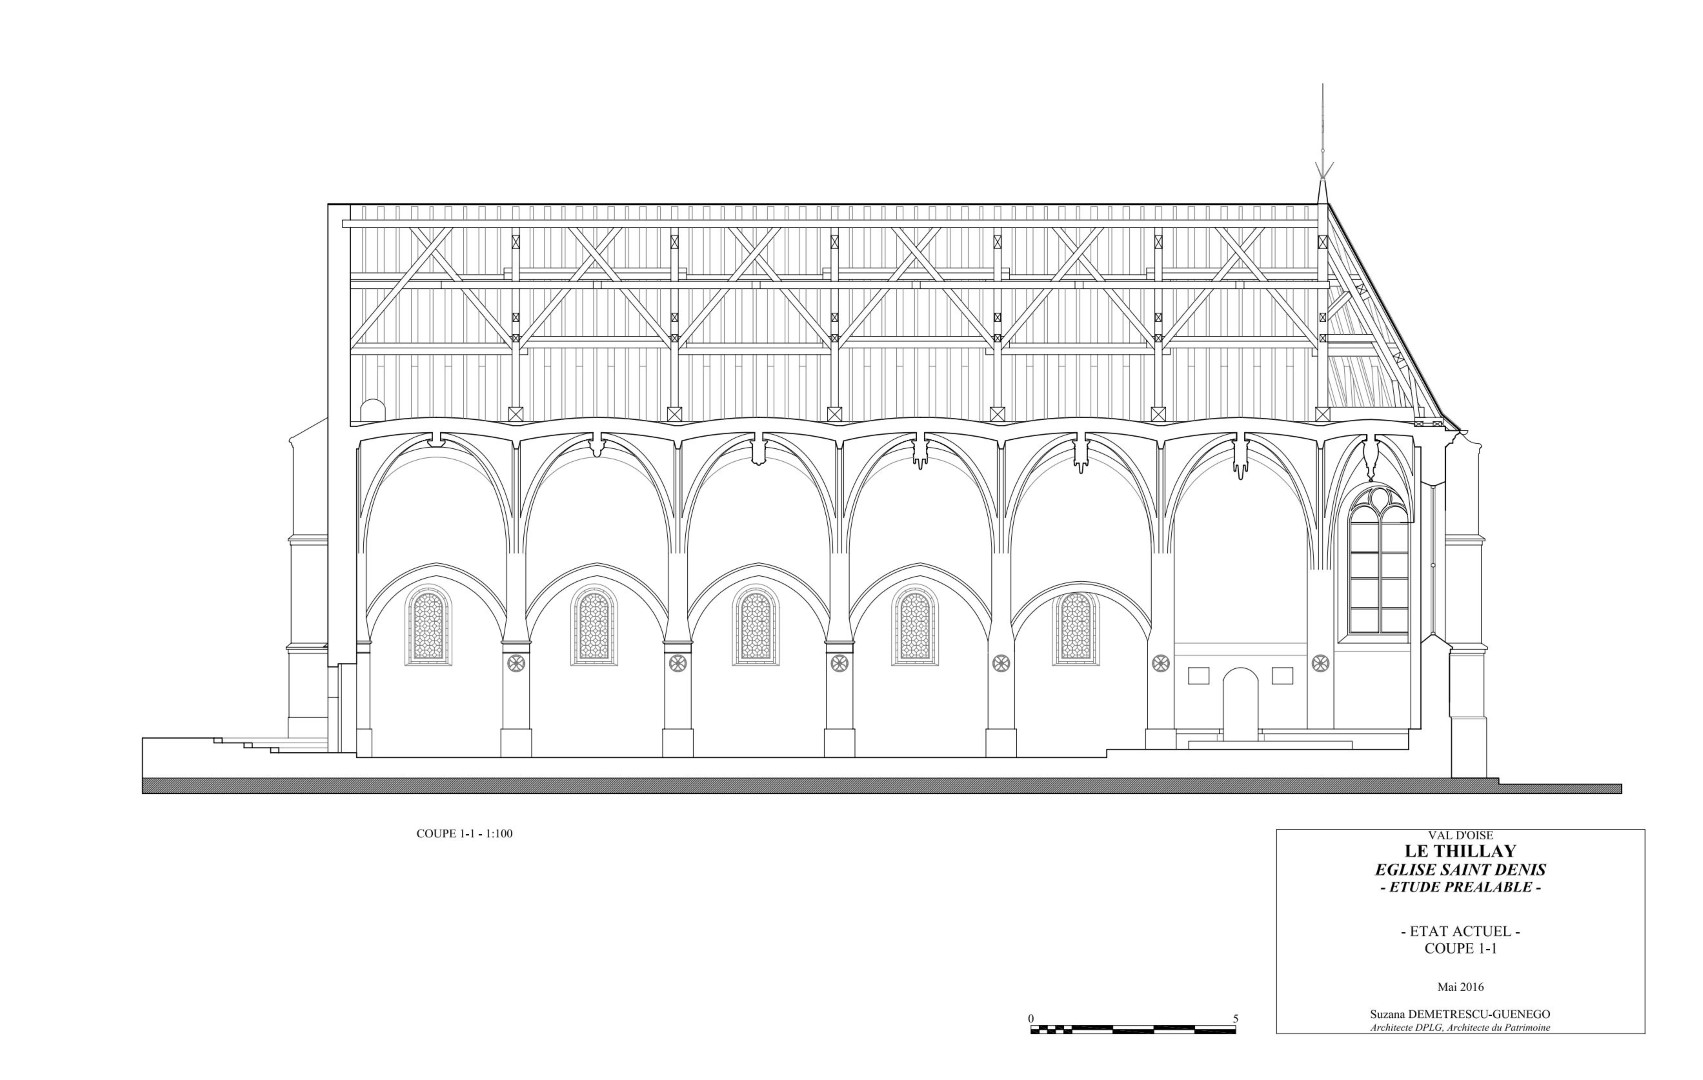 COUPE 1-1 - 1:100
VAL D'OISE
LE THILLAY
EGLISE SAINT DENIS
- ETUDE PREALABLE -
- ETAT ACTUEL -
COUPE 1-1
Mai 2016
Suzana DEMETRESCU-GUENEGO
Architecte DPLG, Architecte du Patrimoine
0 5